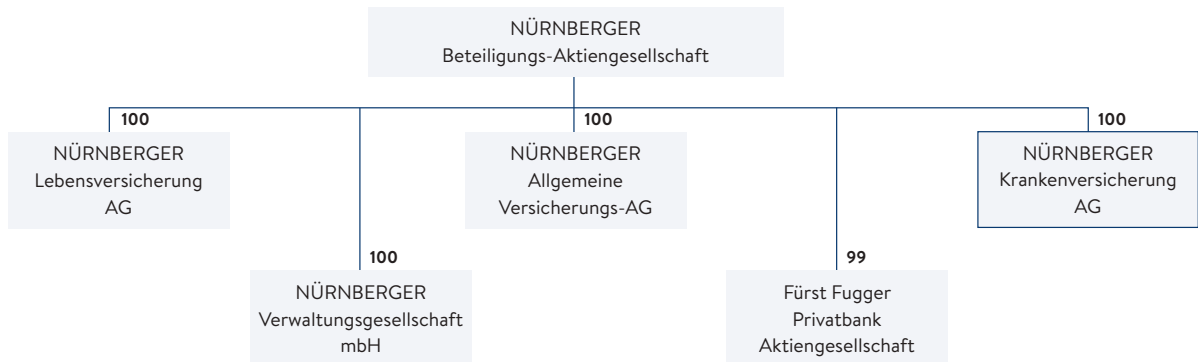 NÜRNBERGER
Beteiligungs-Aktiengesellschaft
100
NÜRNBERGER
Lebensversicherung
AG
100
NÜRNBERGER
Allgemeine
Versicherungs-AG
100
NÜRNBERGER
Krankenversicherung
AG
100
NÜRNBERGER
Verwaltungsgesellschaft
mbH
99
Fürst Fugger
Privatbank
Aktiengesellschaft